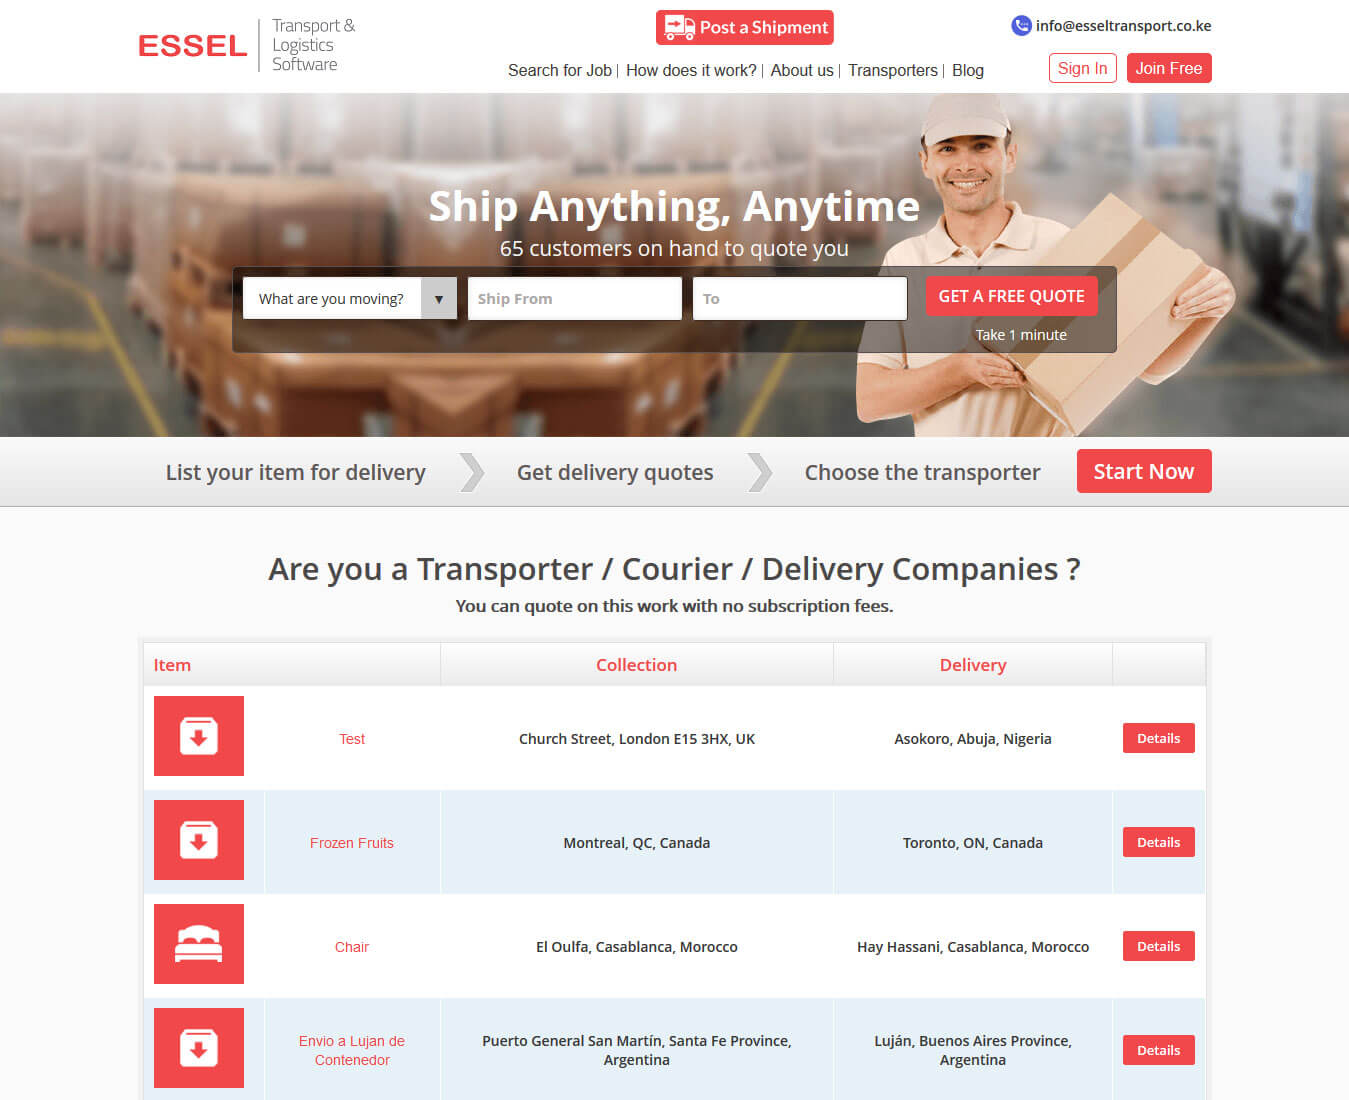 ESSEL
Transport &
Logistics
Software
Post a Shipment
info@esseltransport.co.ke
Search for Job | How does it work? | About us | Transporters | Blog
Sign In
Join Free
Ship Anything, Anytime
65 customers on hand to quote you
What are you moving?
Ship From
To
GET A FREE QUOTE
Take 1 minute
List your item for delivery
Get delivery quotes
Choose the transporter
Start Now
Are you a Transporter / Courier / Delivery Companies ?
You can quote on this work with no subscription fees.
Item
Collection
Delivery
Test
Church Street, London E15 3HX, UK
Asokoro, Abuja, Nigeria
Details
Frozen Fruits
Montreal, QC, Canada
Toronto, ON, Canada
Details
Chair
El Oulfa, Casablanca, Morocco
Hay Hassani, Casablanca, Morocco
Details
Envio a Lujan de
Contenedor
Puerto General San Martín, Santa Fe Province,
Argentina
Luján, Buenos Aires Province,
Argentina
Details